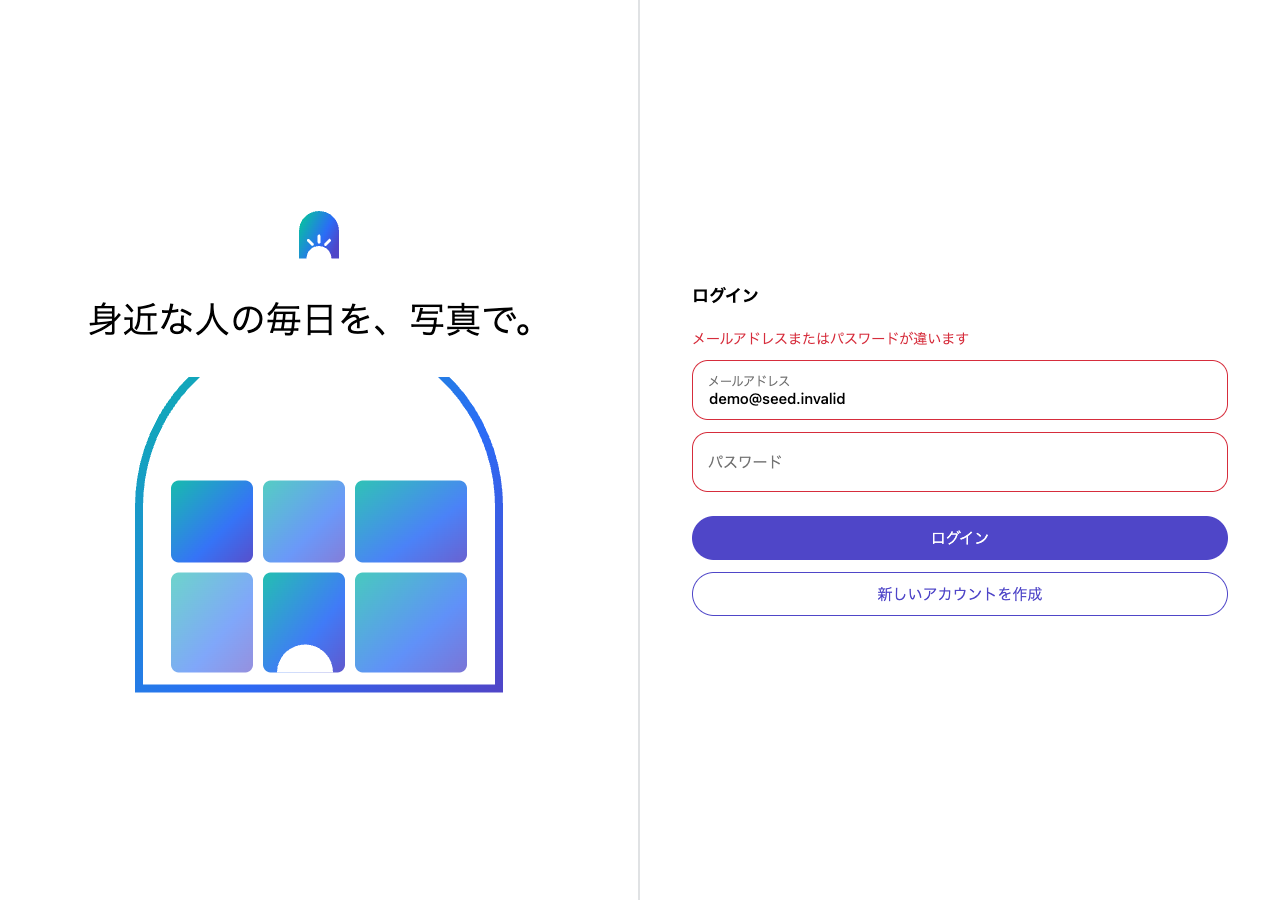 身近な人の毎日を、写真で。
ログイン
メールアドレスまたはパスワードが違います
メールアドレス
demo@seed.invalid
パスワード
ログイン
新しいアカウントを作成